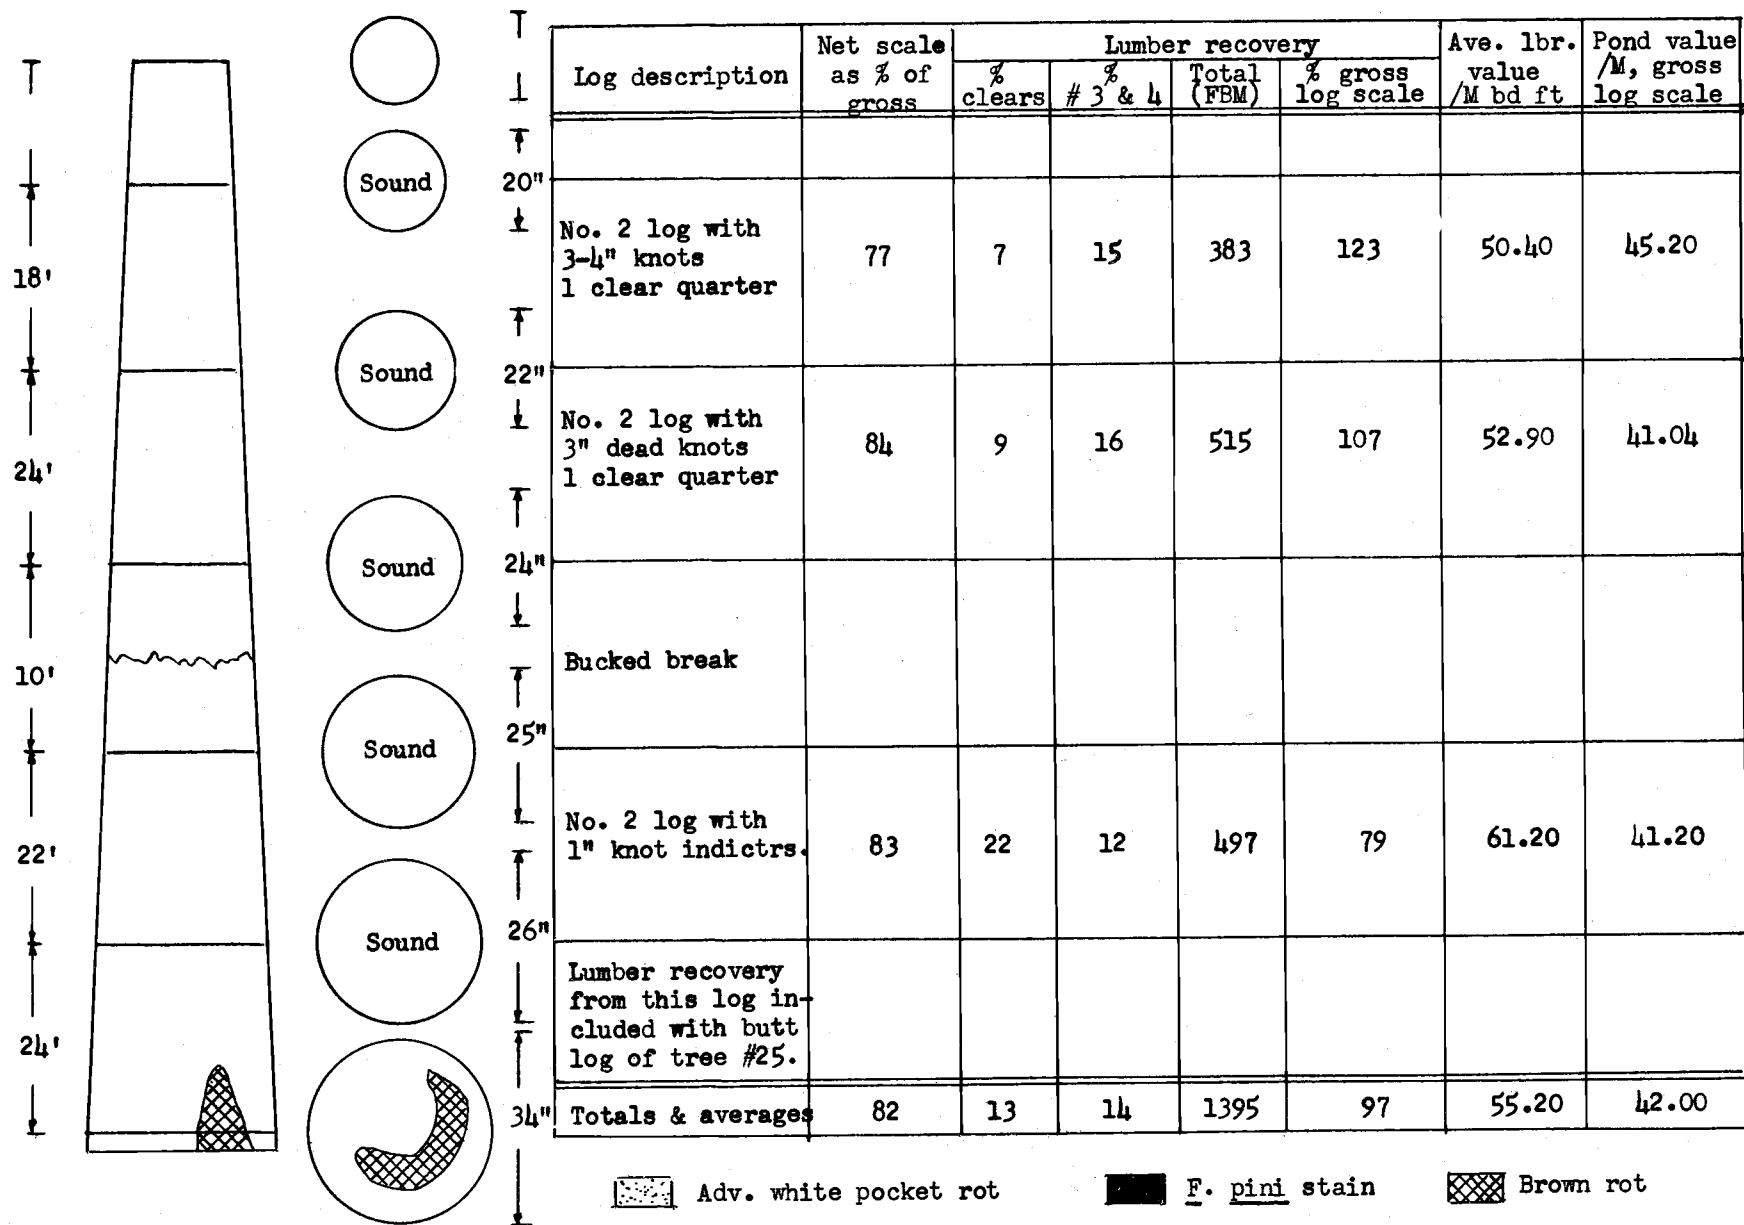 Log description
Net scale
as % of
gross
Lumber recovery
%
clears
%
# 3 & 4
Total
(FBM)
% gross
log scale
Ave. lbr.
value
/M bd ft
Pond value
/M, gross
log scale
Sound
20"
18'
No. 2 log with
3-4" knots
1 clear quarter
77
7
15
383
123
50.40
45.20
Sound
22"
24'
No. 2 log with
3" dead knots
1 clear quarter
84
9
16
515
107
52.90
41.04
Sound
24"
10'
Bucked break
Sound
25"
22'
No. 2 log with
1" knot indictrs.
83
22
12
497
79
61.20
41.20
Sound
26"
24'
Lumber recovery
from this log in-
cluded with butt
log of tree #25.
34"
Totals & averages
82
13
14
1395
97
55.20
42.00
Adv. white pocket rot
F. pini stain
Brown rot